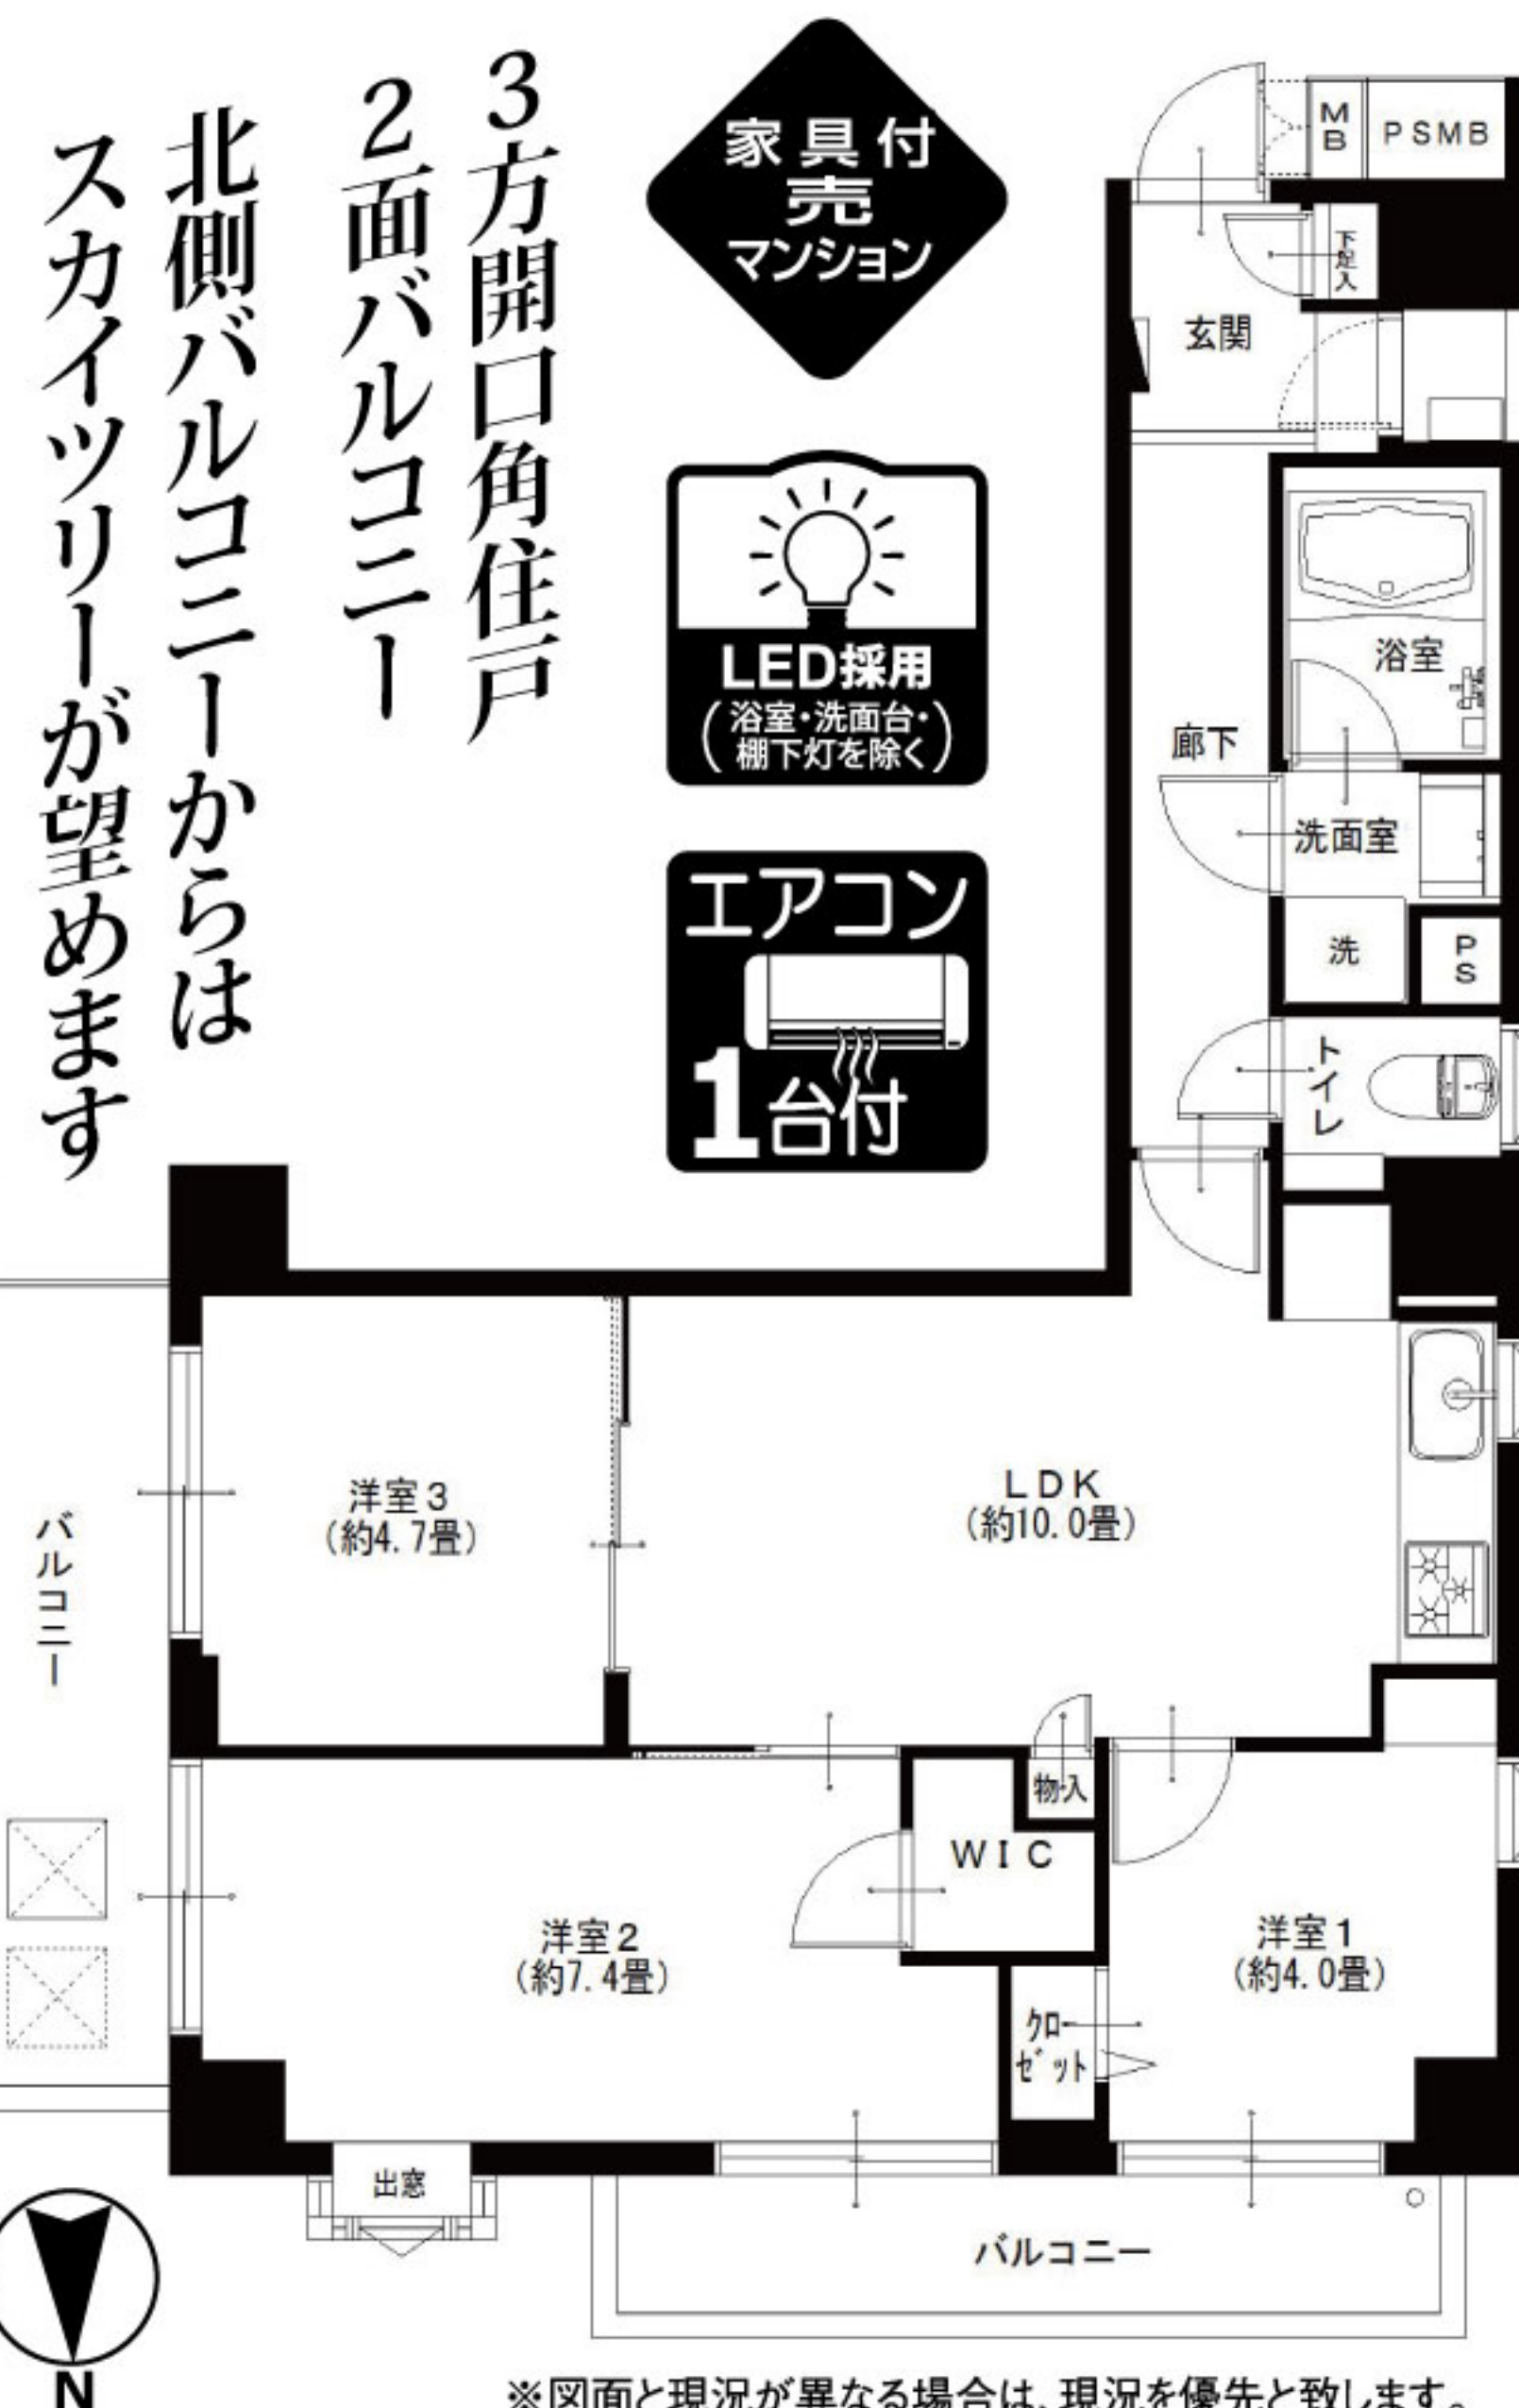 3方開口角住戸
2面バルコニー
北側バルコニーからは
スカイツリーが望めます
家具付
売
マンション
LED採用
(浴室・洗面台・
棚下灯を除く)
エアコン
1台付
MB
PSMB
下足入
玄関
浴室
廊下
洗面室
洗
PS
トイレ
洋室3
(約4.7畳)
LDK
(約10.0畳)
バルコニー
物入
WIC
洋室2
(約7.4畳)
洋室1
(約4.0畳)
クロー
ゼット
出窓
バルコニー
N
※図面と現況が異なる場合は、現況を優先と致します。